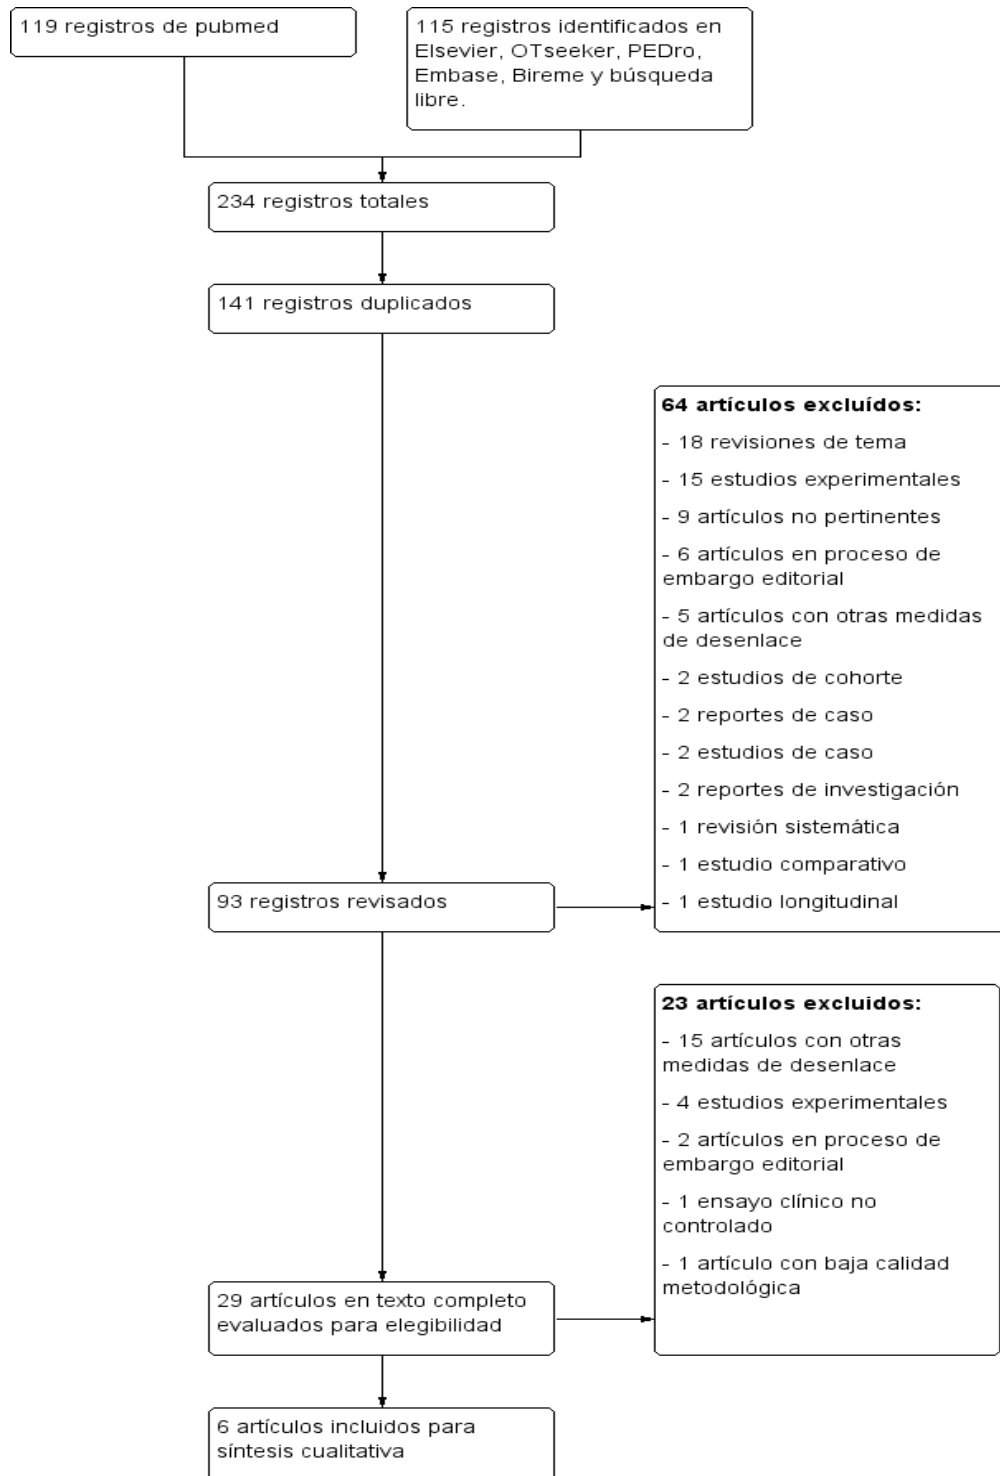 119 registros de pubmed
115 registros identificados en
Elsevier, OTseeker, PEDro,
Embase, Bireme y búsqueda
libre.
234 registros totales
141 registros duplicados
64 artículos excluídos:
- 18 revisiones de tema
- 15 estudios experimentales
- 9 artículos no pertinentes
- 6 artículos en proceso de
embargo editorial
- 5 artículos con otras medidas
de desenlace
- 2 estudios de cohorte
- 2 reportes de caso
- 2 estudios de caso
- 2 reportes de investigación
- 1 revisión sistemática
- 1 estudio comparativo
- 1 estudio longitudinal
93 registros revisados
23 artículos excluidos:
- 15 artículos con otras
medidas de desenlace
- 4 estudios experimentales
- 2 artículos en proceso de
embargo editorial
- 1 ensayo clínico no
controlado
- 1 artículo con baja calidad
metodológica
29 artículos en texto completo
evaluados para elegibilidad
6 artículos incluidos para
síntesis cualitativa